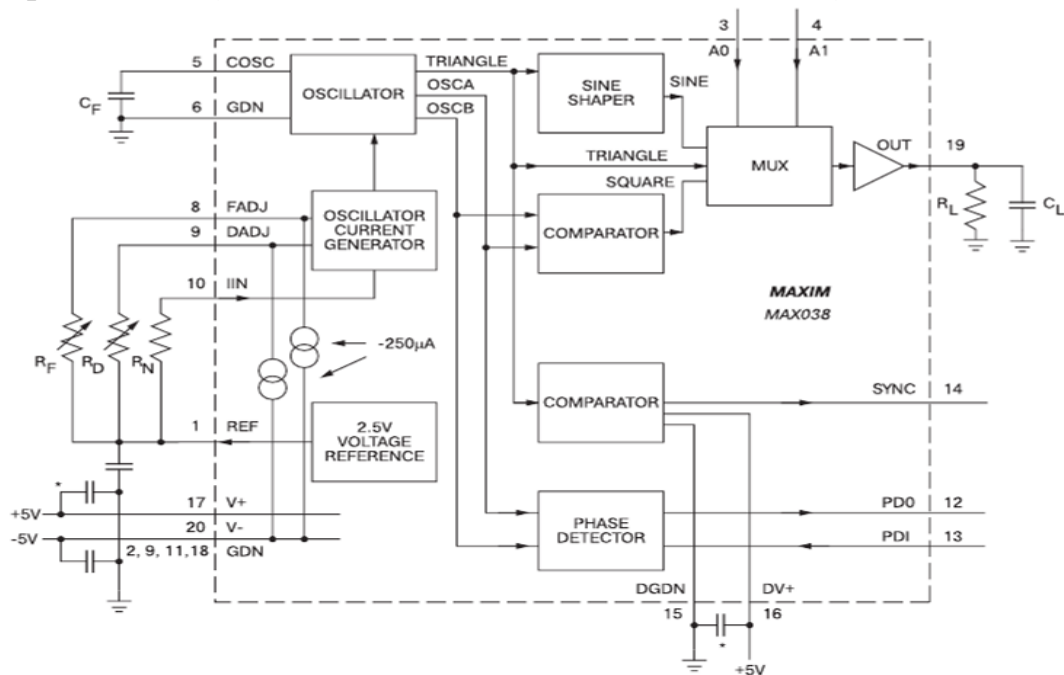 3
4
A0
A1
5
COSC
C_F
6
GDN
OSCILLATOR
TRIANGLE
OSCA
OSCB
SINE
SHAPER
SINE
TRIANGLE
SQUARE
MUX
OUT
19
R_L
C_L
8
FADJ
9
DADJ
10
IIN
OSCILLATOR
CURRENT
GENERATOR
COMPARATOR
MAXIM
MAX038
R_F
R_D
R_N
-250µA
COMPARATOR
SYNC
14
1
REF
2.5V
VOLTAGE
REFERENCE
*
+5V
17
V+
-5V
20
V-
2, 9, 11,18
GDN
PHASE
DETECTOR
PD0
12
PDI
13
DGDN
DV+
15
16
*
+5V